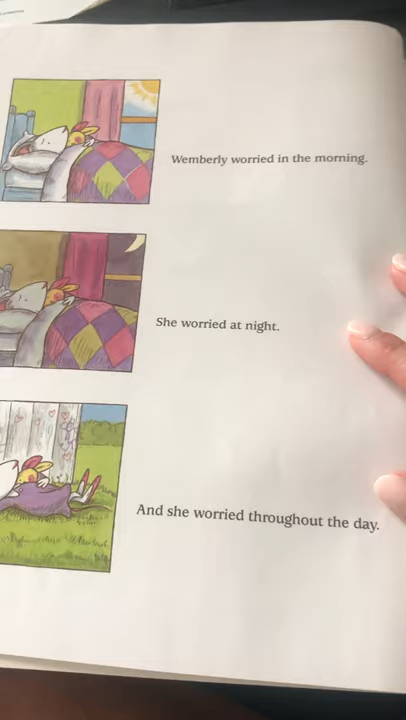 Wemberly worried in the morning.
She worried at night.
And she worried throughout the day.